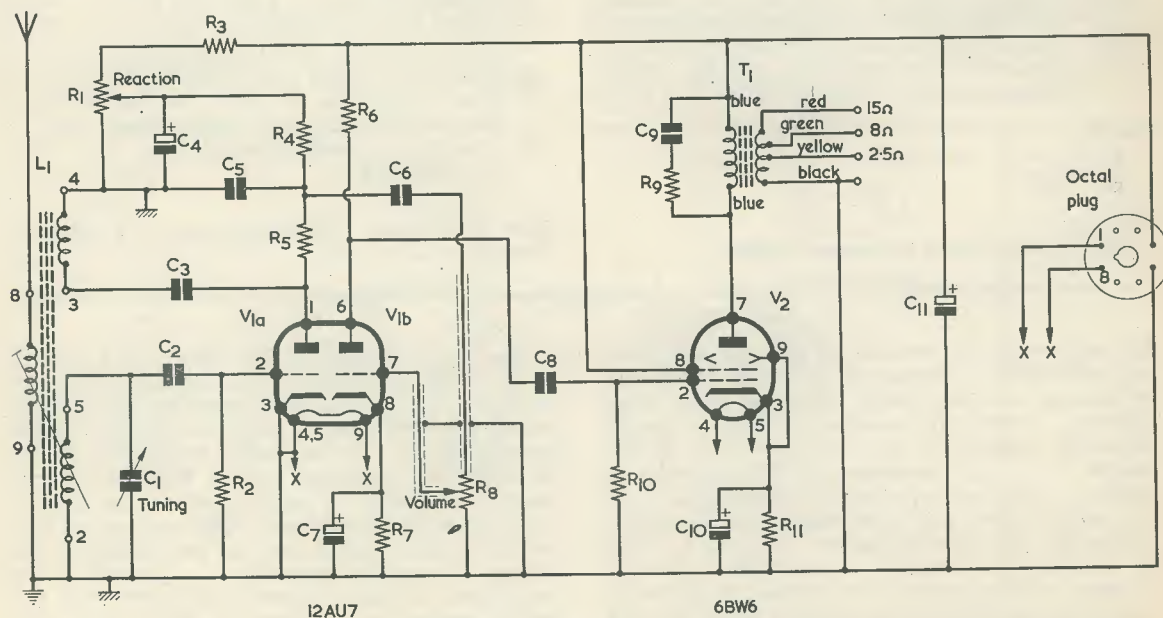 R3
R1
Reaction
C4
+
R4
R6
L1
4
C5
C6
R5
3
C3
8
V1a
1
6
V1b
C2
2
7
3
8
4,5
9
X
X
5
9
C1
Tuning
R2
2
C7
+
R7
Volume
R8
12AU7
T1
blue
red
15Ω
green
8Ω
yellow
2.5Ω
black
blue
C9
R9
7
V2
C8
8
9
2
3
4
5
R10
C10
+
R11
6BW6
C11
+
Octal
plug
1
8
X
X